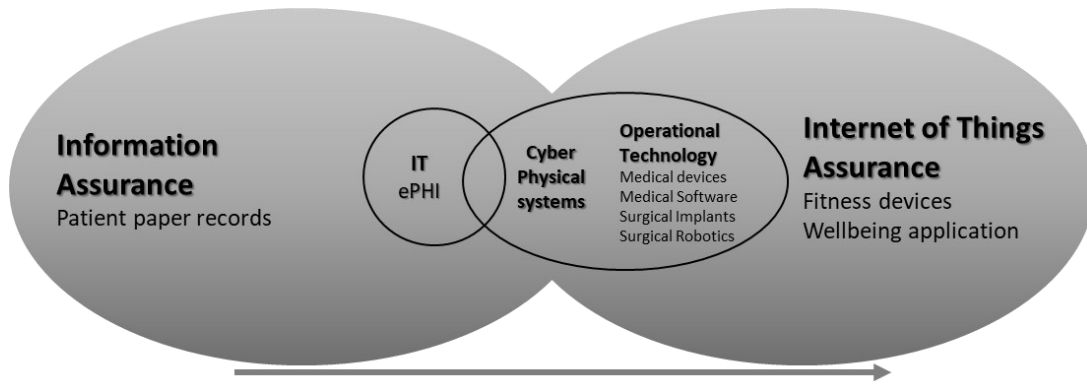 Information
Assurance
Patient paper records
IT
ePHI
Cyber
Physical
systems
Operational
Technology
Medical devices
Medical Software
Surgical Implants
Surgical Robotics
Internet of Things
Assurance
Fitness devices
Wellbeing application